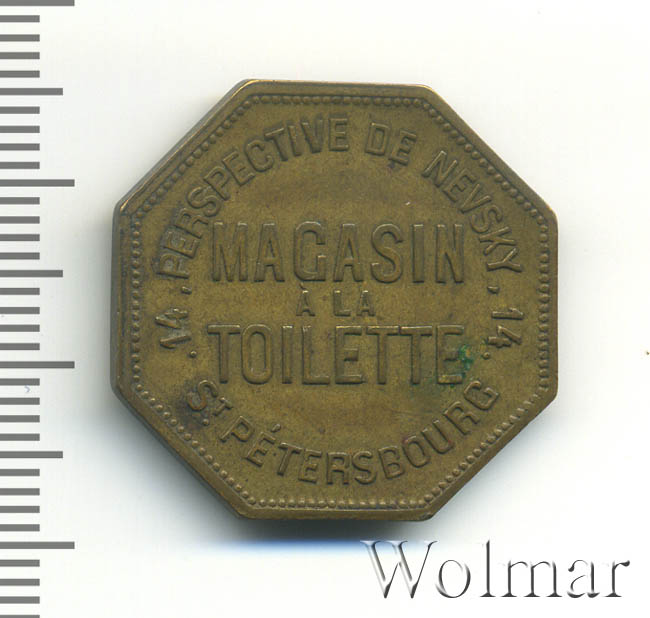 · 14, PERSPECTIVE DE NEVSKY, 14 ·
MAGASIN
À LA
TOILETTE
ST PÉTERSBOURG
Wolmar